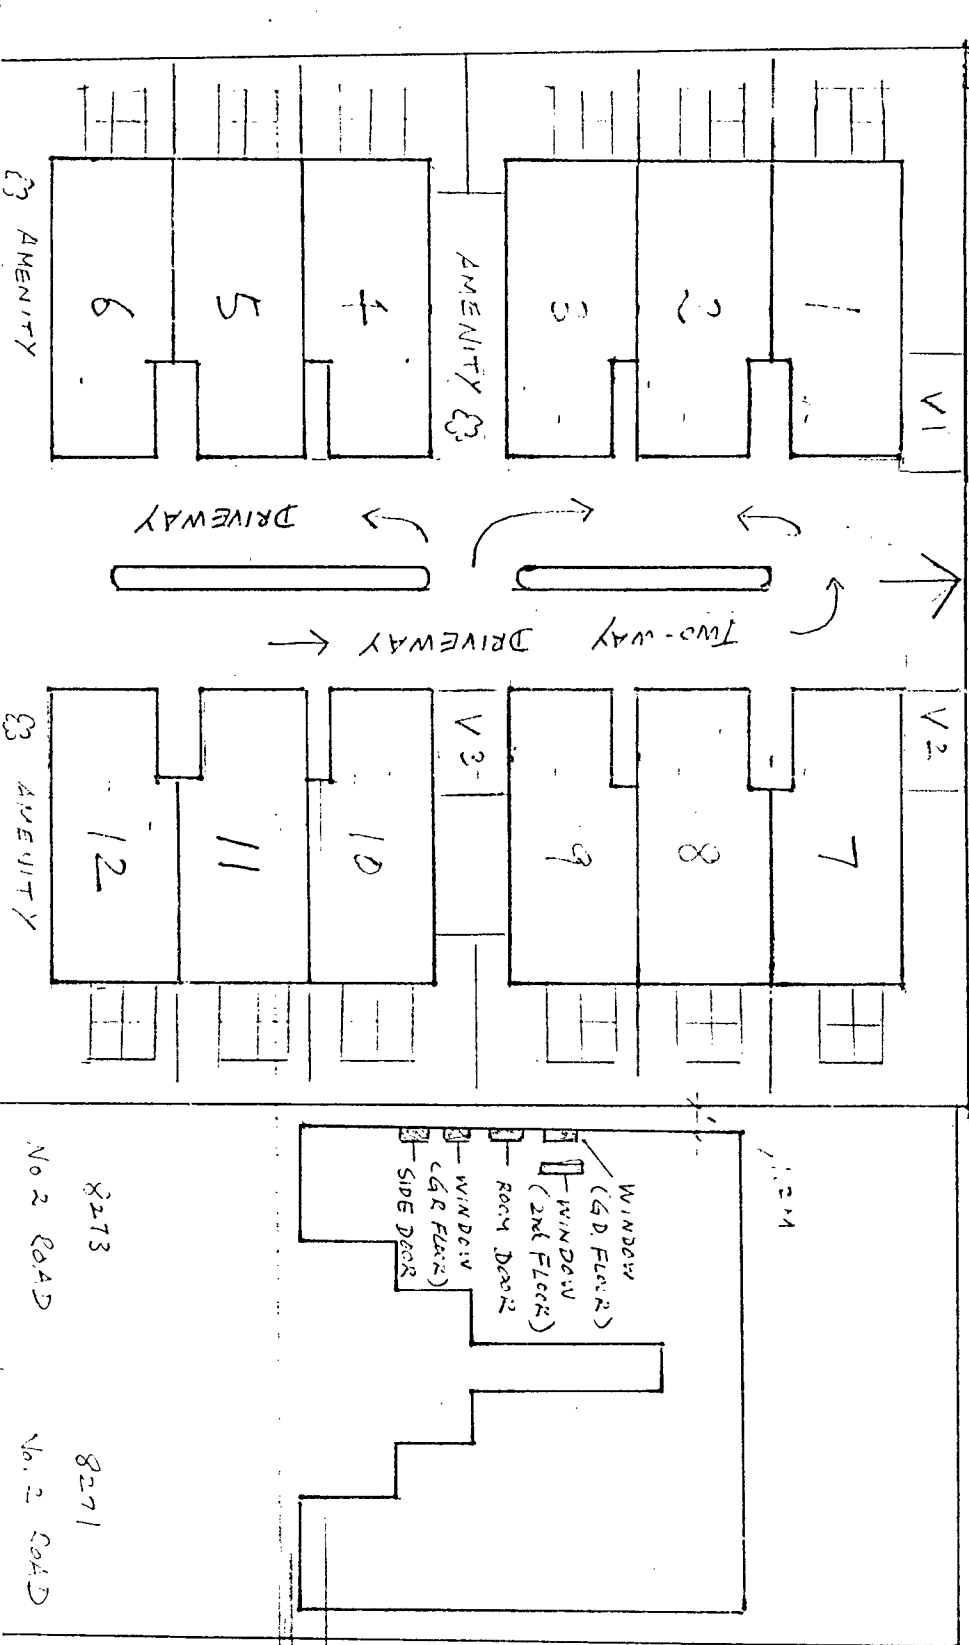 1
2
3
4
5
6
7
8
9
10
11
12
V1
V2
V3
AMENITY
AMENITY
AMENITY
DRIVEWAY
TWO-WAY DRIVEWAY
1.2M
WINDOW
(GD. FLOOR)
WINDOW
(2nd FLOOR)
ROOM DOOR
WINDOW
(GR FLOOR)
SIDE DOOR
8273
No 2 ROAD
8271
No. 2 ROAD